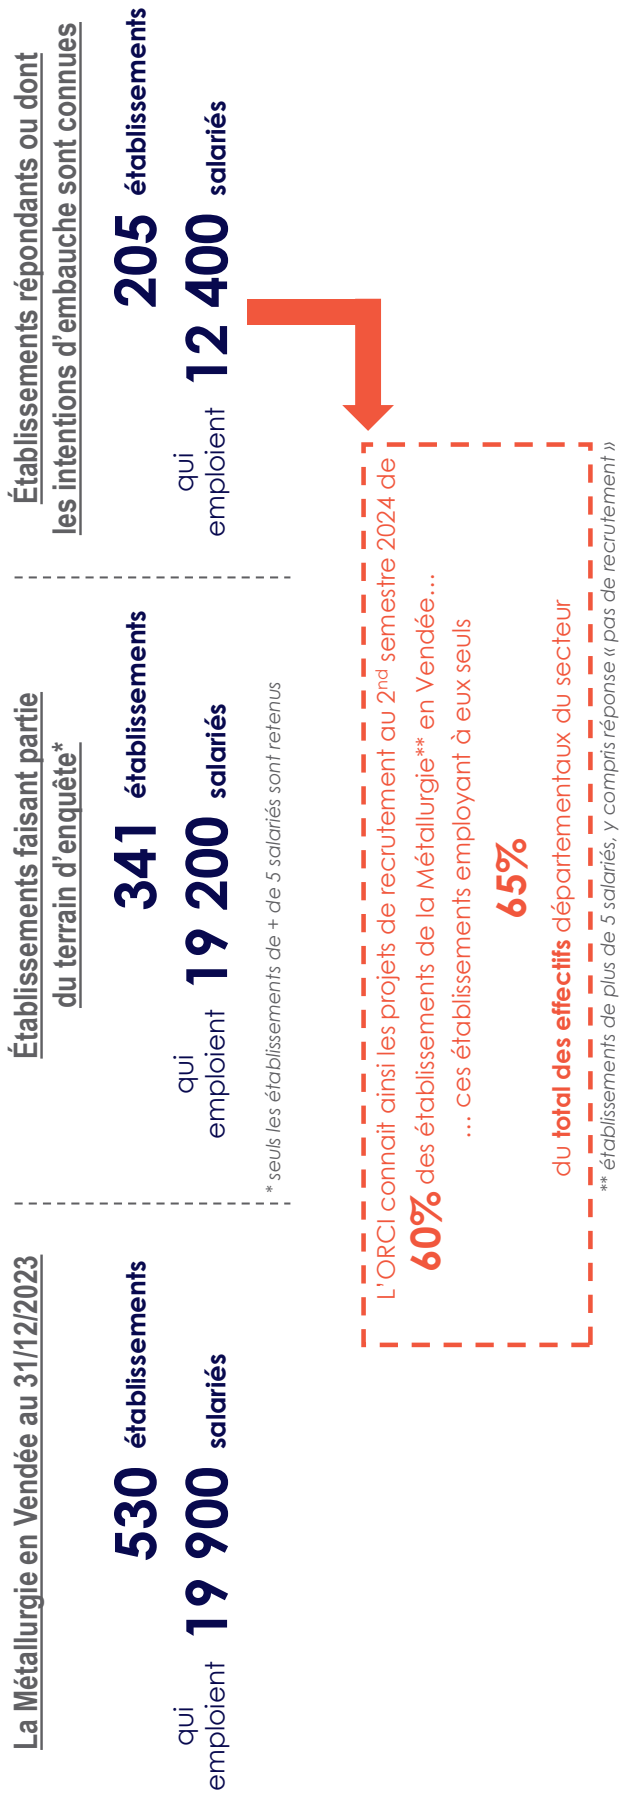 La Métallurgie en Vendée au 31/12/2023
530 établissements
qui
emploient 19 900 salariés
Établissements faisant partie
du terrain d’enquête*
341 établissements
qui
emploient 19 200 salariés
* seuls les établissements de + de 5 salariés sont retenus
Établissements répondants ou dont
les intentions d’embauche sont connues
205 établissements
qui
emploient 12 400 salariés
L’ORCI connait ainsi les projets de recrutement au 2nd semestre 2024 de
60% des établissements de la Métallurgie** en Vendée…
… ces établissements employant à eux seuls
65%
du total des effectifs départementaux du secteur
** établissements de plus de 5 salariés, y compris réponse « pas de recrutement »